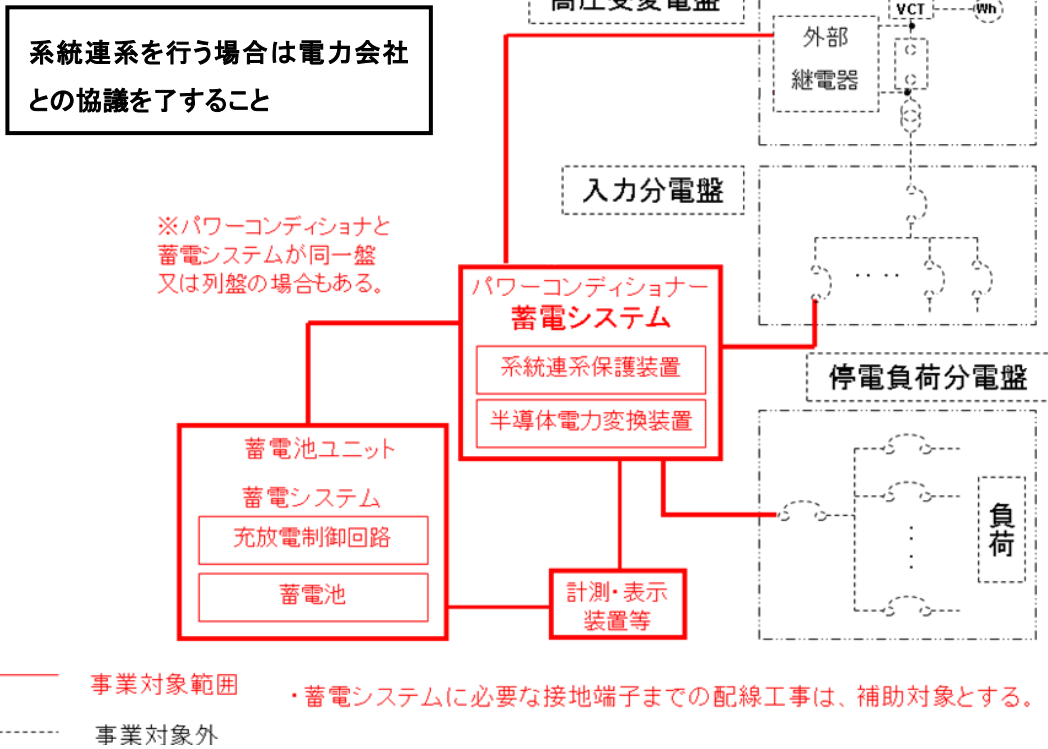 高圧受変電盤
VCT
Wh
系統連系を行う場合は電力会社
との協議を了すること
外部
継電器
入力分電盤
※パワーコンディショナと
蓄電システムが同一盤
又は列盤の場合もある。
パワーコンディショナー
蓄電システム
系統連系保護装置
半導体電力変換装置
停電負荷分電盤
蓄電池ユニット
蓄電システム
充放電制御回路
蓄電池
計測・表示
装置等
負荷
事業対象範囲
・蓄電システムに必要な接地端子までの配線工事は、補助対象とする。
事業対象外